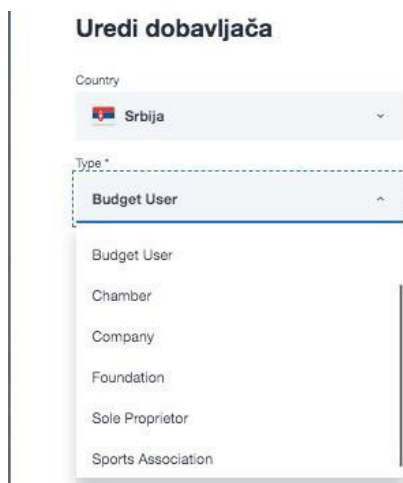 Uredi dobavljača
Country
Srbija
Type *
Budget User
Budget User
Chamber
Company
Foundation
Sole Proprietor
Sports Association